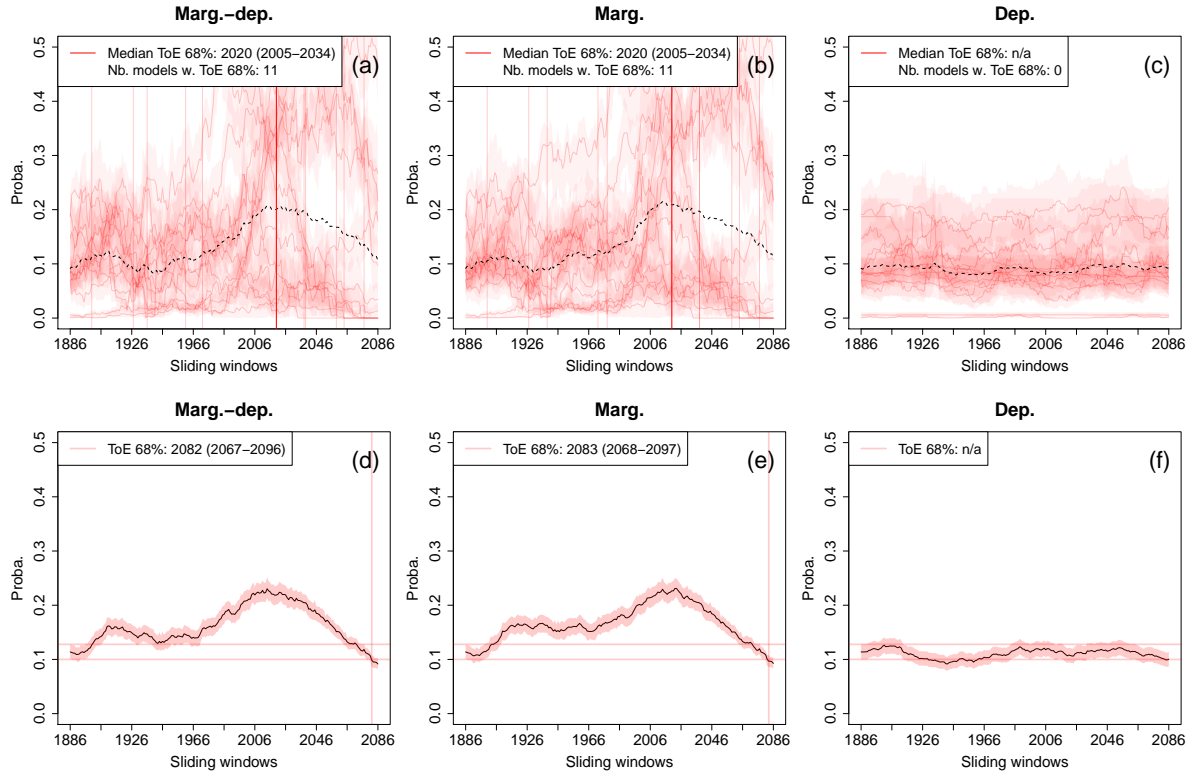 Marg.−dep.
Median ToE 68%: 2020 (2005−2034)
Nb. models w. ToE 68%: 11
(a)
Proba.
0.5
0.4
0.3
0.2
0.1
0.0
1886 1926 1966 2006 2046 2086
Sliding windows
Marg.
Median ToE 68%: 2020 (2005−2034)
Nb. models w. ToE 68%: 11
(b)
Proba.
0.5
0.4
0.3
0.2
0.1
0.0
1886 1926 1966 2006 2046 2086
Sliding windows
Dep.
Median ToE 68%: n/a
Nb. models w. ToE 68%: 0
(c)
Proba.
0.5
0.4
0.3
0.2
0.1
0.0
1886 1926 1966 2006 2046 2086
Sliding windows
Marg.−dep.
ToE 68%: 2082 (2067−2096)
(d)
Proba.
0.5
0.4
0.3
0.2
0.1
0.0
1886 1926 1966 2006 2046 2086
Sliding windows
Marg.
ToE 68%: 2083 (2068−2097)
(e)
Proba.
0.5
0.4
0.3
0.2
0.1
0.0
1886 1926 1966 2006 2046 2086
Sliding windows
Dep.
ToE 68%: n/a
(f)
Proba.
0.5
0.4
0.3
0.2
0.1
0.0
1886 1926 1966 2006 2046 2086
Sliding windows